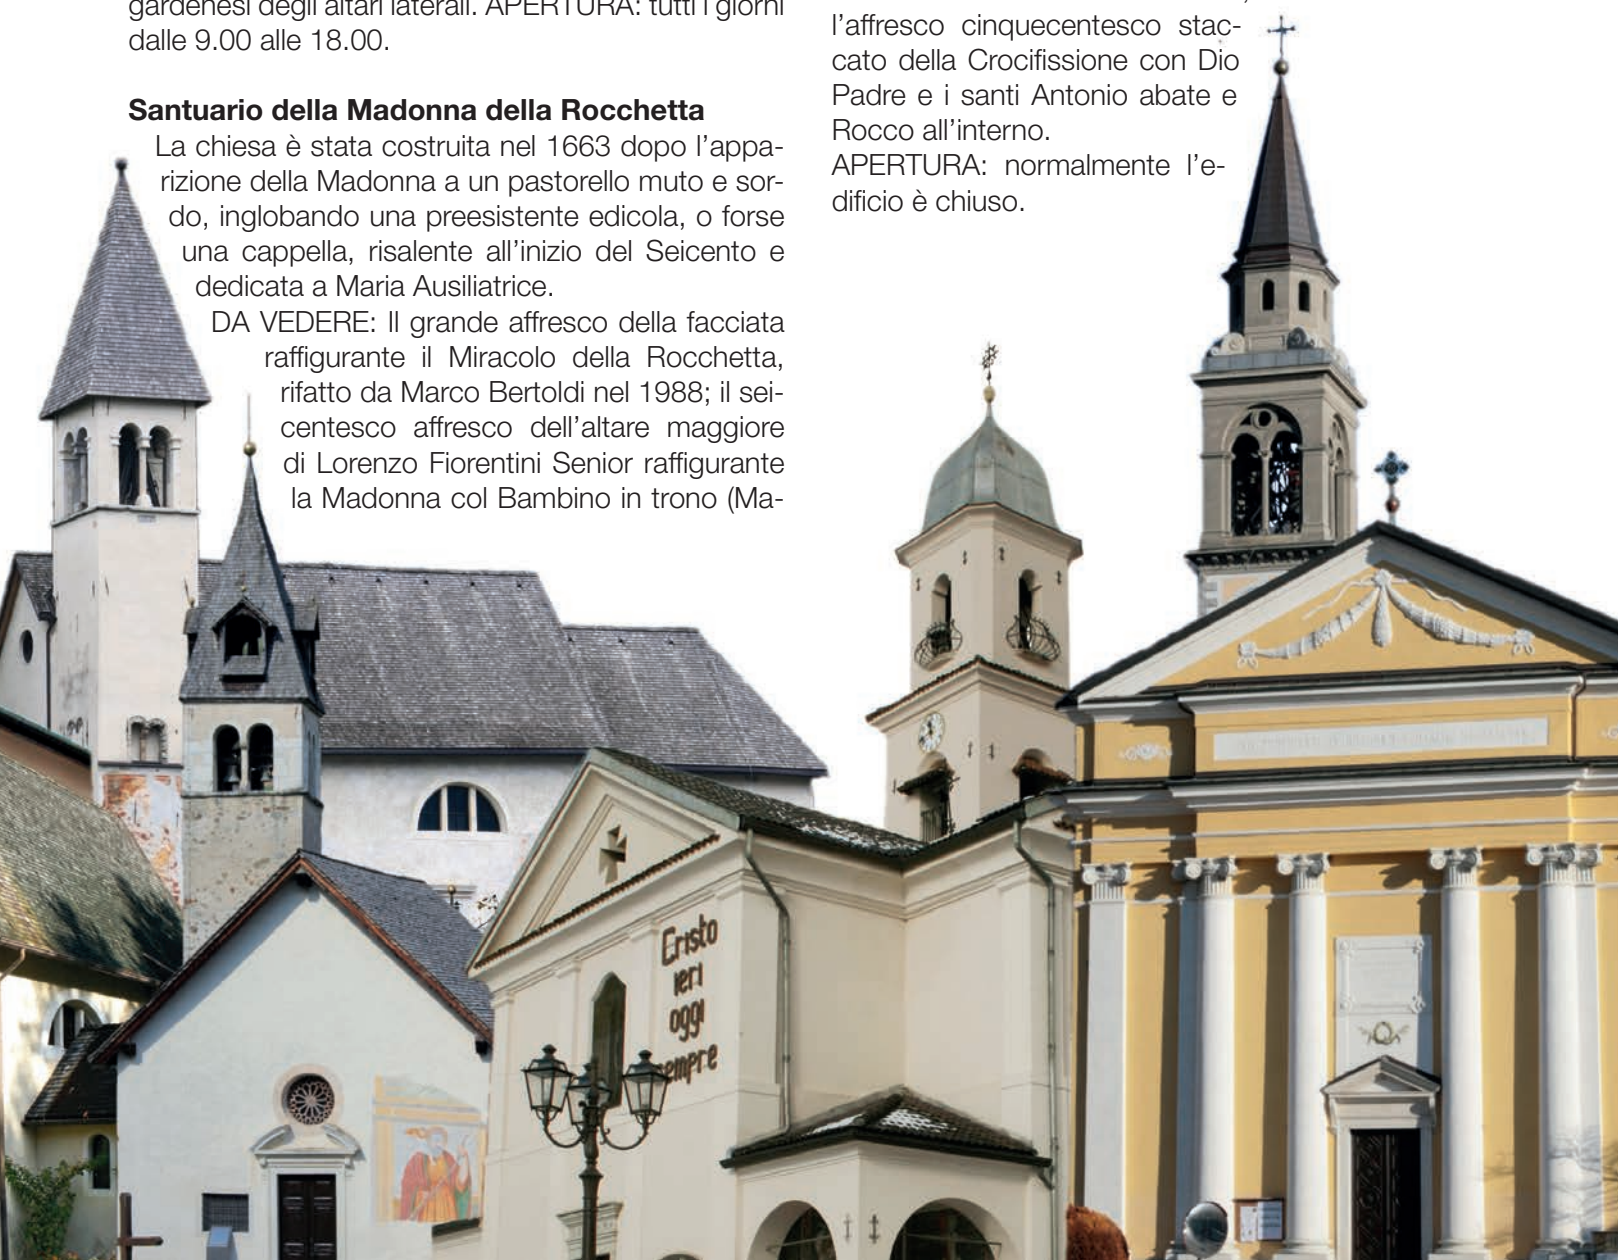 gardenesi degli altari laterali. APERTURA: tutti i giorni
dalle 9.00 alle 18.00.
Santuario della Madonna della Rocchetta
La chiesa è stata costruita nel 1663 dopo l’appa-
rizione della Madonna a un pastorello muto e sor-
do, inglobando una preesistente edicola, o forse
una cappella, risalente all’inizio del Seicento e
dedicata a Maria Ausiliatrice.
DA VEDERE: Il grande affresco della facciata
raffigurante il Miracolo della Rocchetta,
rifatto da Marco Bertoldi nel 1988; il sei-
centesco affresco dell’altare maggiore
di Lorenzo Fiorentini Senior raffigurante
la Madonna col Bambino in trono (Ma-
l’affresco cinquecentesco stac-
cato della Crocifissione con Dio
Padre e i santi Antonio abate e
Rocco all’interno.
APERTURA: normalmente l’e-
dificio è chiuso.
Cristo
ieri
oggi
sempre